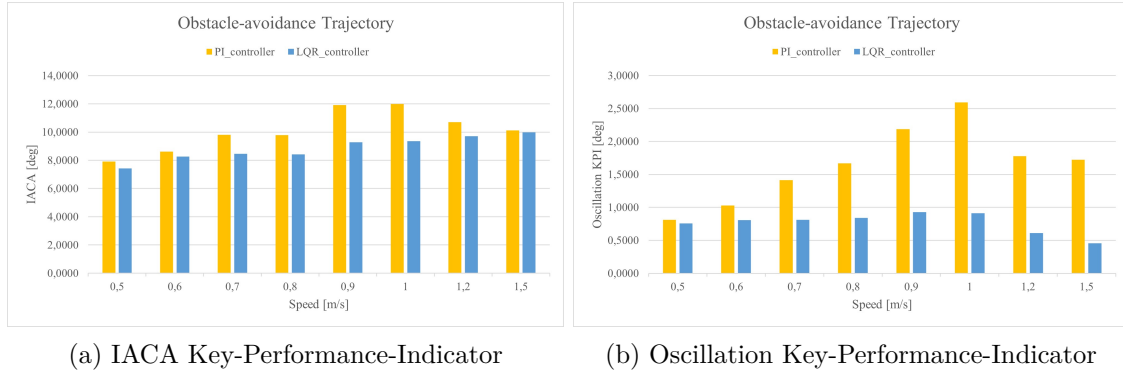 Obstacle-avoidance Trajectory
PI_controller LQR_controller
14,0000
12,0000
10,0000
8,0000
6,0000
4,0000
2,0000
0,0000
IACA [deg]
0,5 0,6 0,7 0,8 0,9 1 1,2 1,5
Speed [m/s]
(a) IACA Key-Performance-Indicator
Obstacle-avoidance Trajectory
PI_controller LQR_controller
3,0000
2,5000
2,0000
1,5000
1,0000
0,5000
0,0000
Oscillation KPI [deg]
0,5 0,6 0,7 0,8 0,9 1 1,2 1,5
Speed [m/s]
(b) Oscillation Key-Performance-Indicator